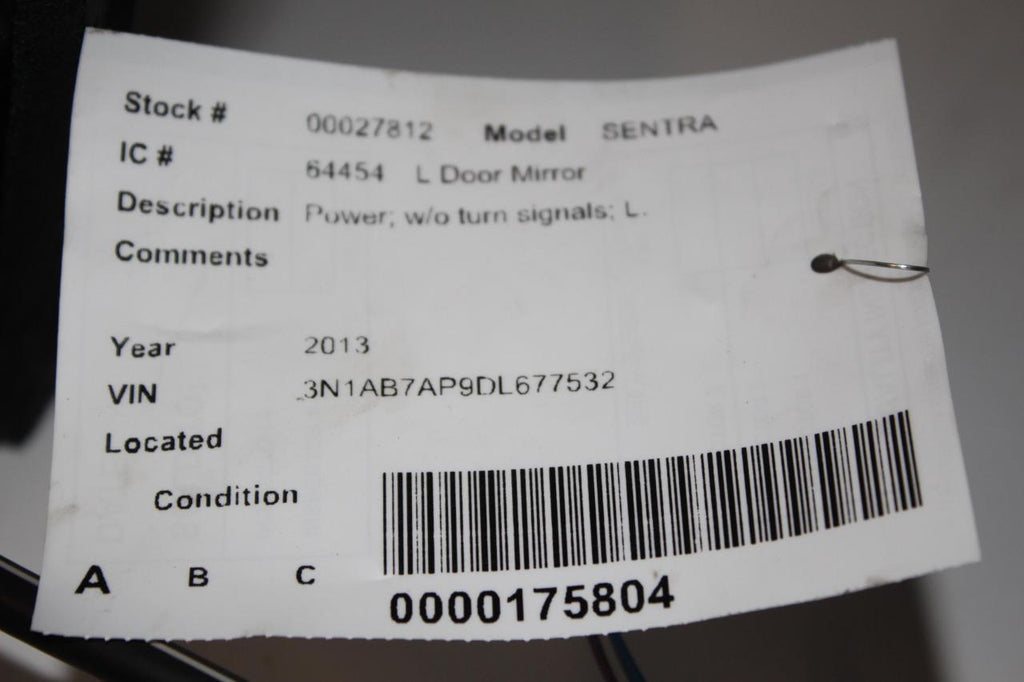 Stock # 00027812 Model SENTRA
IC # 64454 L Door Mirror
Description Power; w/o turn signals; L.
Comments
Year 2013
VIN 3N1AB7AP9DL677532
Located
Condition
A B C
0000175804